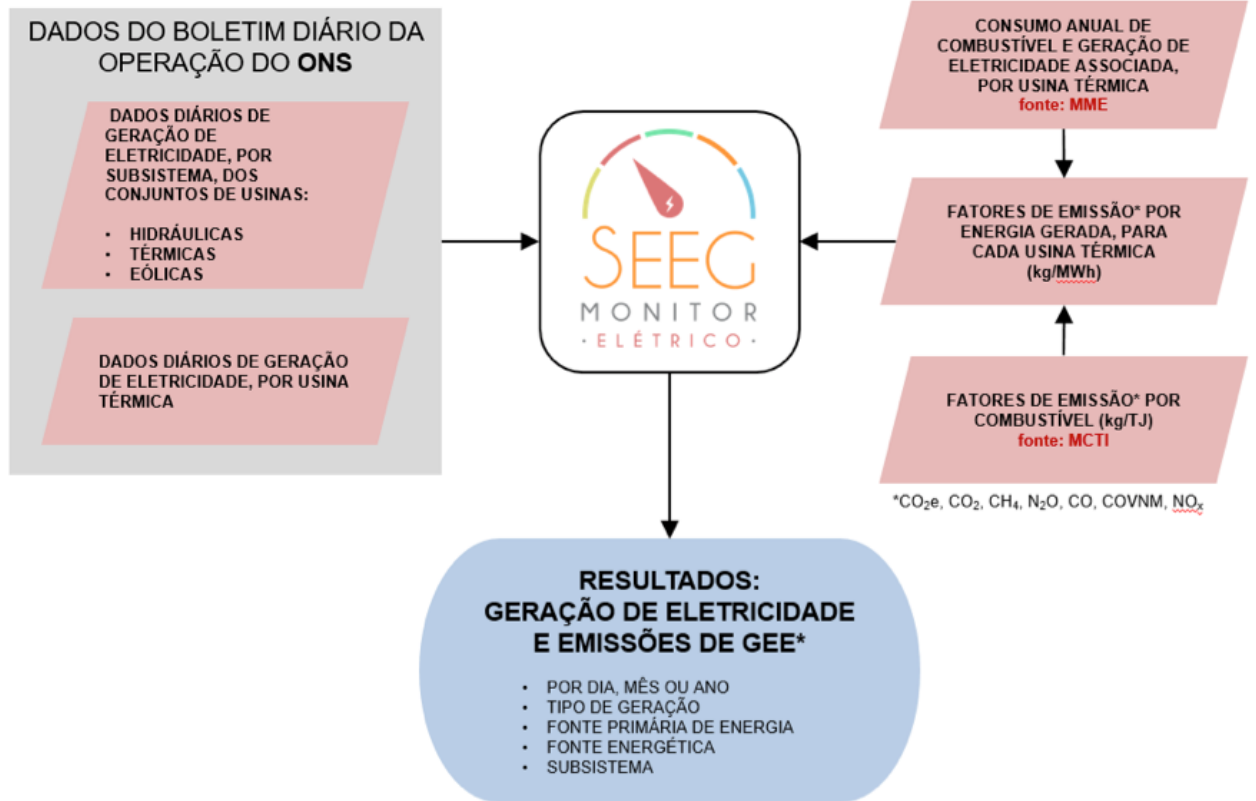 DADOS DO BOLETIM DIÁRIO DA
OPERAÇÃO DO ONS
DADOS DIÁRIOS DE
GERAÇÃO DE
ELETRICIDADE, POR
SUBSISTEMA, DOS
CONJUNTOS DE USINAS:
• HIDRÁULICAS
• TÉRMICAS
• EÓLICAS
DADOS DIÁRIOS DE GERAÇÃO
DE ELETRICIDADE, POR USINA
TÉRMICA
SEEG
MONITOR
·ELÉTRICO·
CONSUMO ANUAL DE
COMBUSTÍVEL E GERAÇÃO DE
ELETRICIDADE ASSOCIADA,
POR USINA TÉRMICA
fonte: MME
FATORES DE EMISSÃO* POR
ENERGIA GERADA, PARA
CADA USINA TÉRMICA
(kg/MWh)
FATORES DE EMISSÃO* POR
COMBUSTÍVEL (kg/TJ)
fonte: MCTI
*CO₂e, CO₂, CH₄, N₂O, CO, COVNM, NOₓ
RESULTADOS:
GERAÇÃO DE ELETRICIDADE
E EMISSÕES DE GEE*
• POR DIA, MÊS OU ANO
• TIPO DE GERAÇÃO
• FONTE PRIMÁRIA DE ENERGIA
• FONTE ENERGÉTICA
• SUBSISTEMA